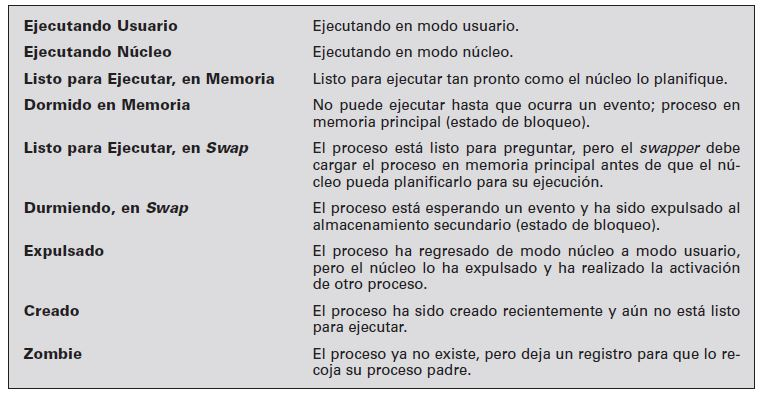 Ejecutando Usuario Ejecutando en modo usuario.
Ejecutando Núcleo Ejecutando en modo núcleo.
Listo para Ejecutar, en Memoria Listo para ejecutar tan pronto como el núcleo lo planifique.
Dormido en Memoria No puede ejecutar hasta que ocurra un evento; proceso en
memoria principal (estado de bloqueo).
Listo para Ejecutar, en Swap El proceso está listo para preguntar, pero el swapper debe
cargar el proceso en memoria principal antes de que el nú-
cleo pueda planificarlo para su ejecución.
Durmiendo, en Swap El proceso está esperando un evento y ha sido expulsado al
almacenamiento secundario (estado de bloqueo).
Expulsado El proceso ha regresado de modo núcleo a modo usuario,
pero el núcleo lo ha expulsado y ha realizado la activación
de otro proceso.
Creado El proceso ha sido creado recientemente y aún no está listo
para ejecutar.
Zombie El proceso ya no existe, pero deja un registro para que lo re-
coja su proceso padre.